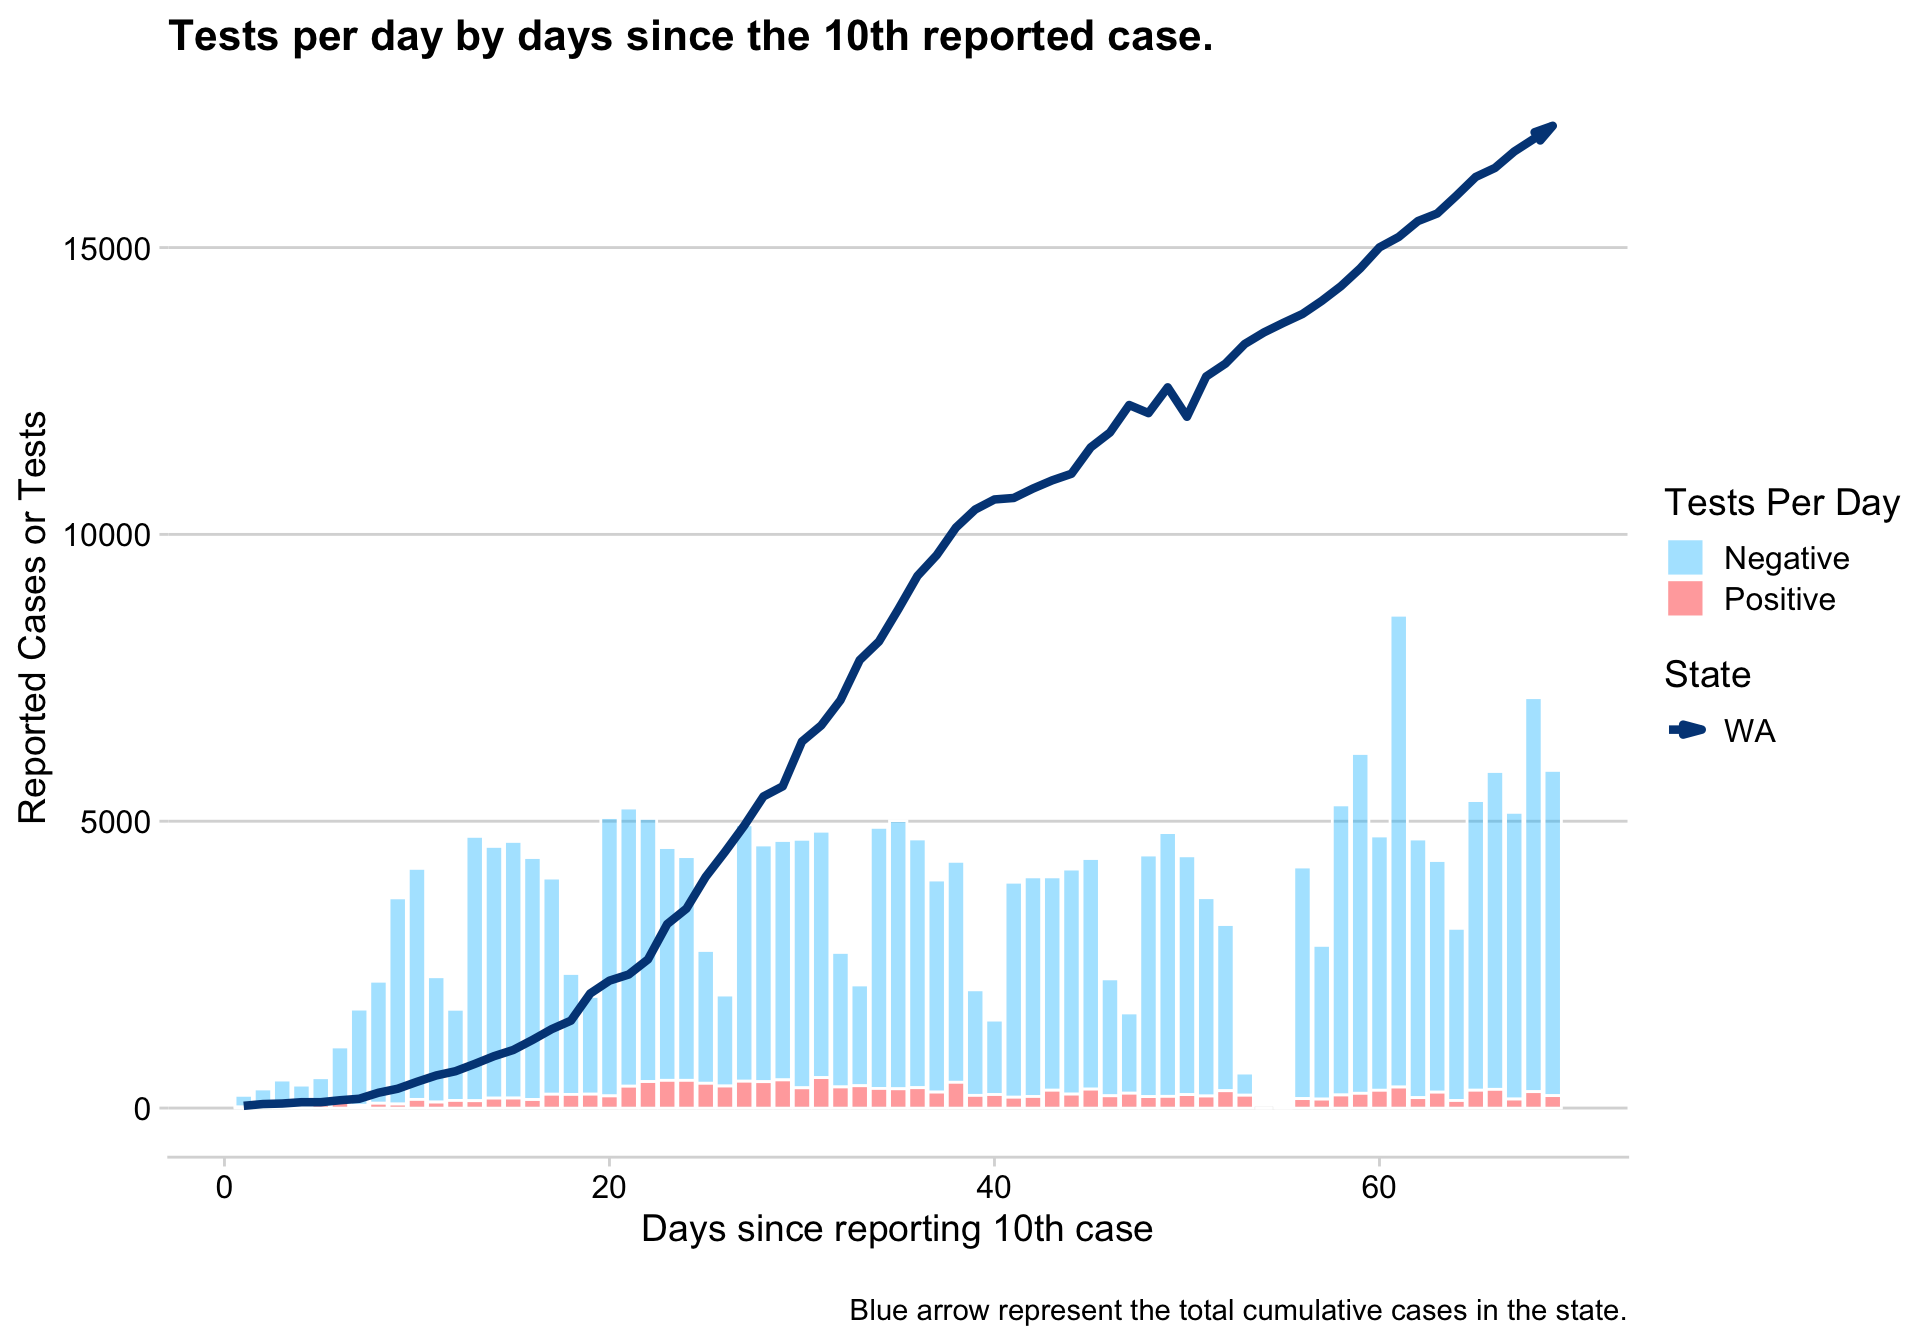 Tests per day by days since the 10th reported case.
Reported Cases or Tests
15000
10000
5000
0
0
20
40
60
Days since reporting 10th case
Tests Per Day
Negative
Positive
State
WA
Blue arrow represent the total cumulative cases in the state.